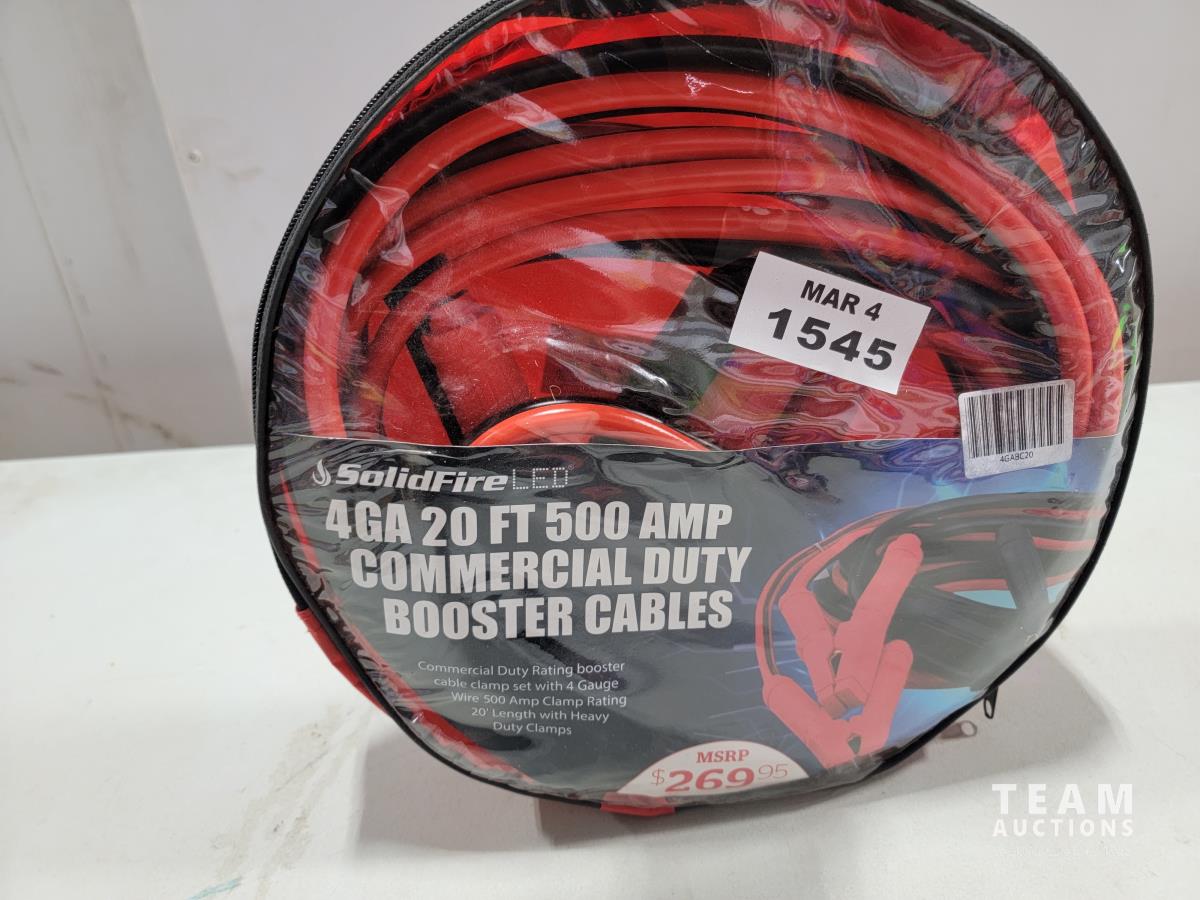 MAR 4
1545
4GABC20
SolidFire LED
4GA 20 FT 500 AMP
COMMERCIAL DUTY
BOOSTER CABLES
Commercial Duty Rating booster
cable clamp set with 4 Gauge
Wire 500 Amp Clamp Rating
20' Length with Heavy
Duty Clamps
MSRP
$269.95
TEAM
AUCTIONS